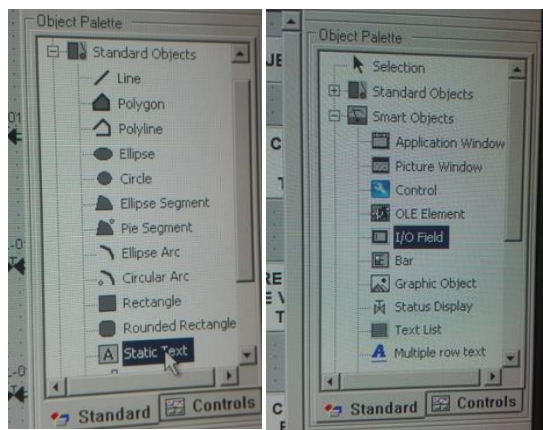 Object Palette
Standard Objects
Line
Polygon
Polyline
Ellipse
Circle
Ellipse Segment
Pie Segment
Ellipse Arc
Circular Arc
Rectangle
Rounded Rectangle
A Static Text
Standard
Controls
Object Palette
Selection
Standard Objects
Smart Objects
Application Window
Picture Window
Control
OLE Element
I/O Field
Bar
Graphic Object
Status Display
Text List
A Multiple row text
Standard
Controls